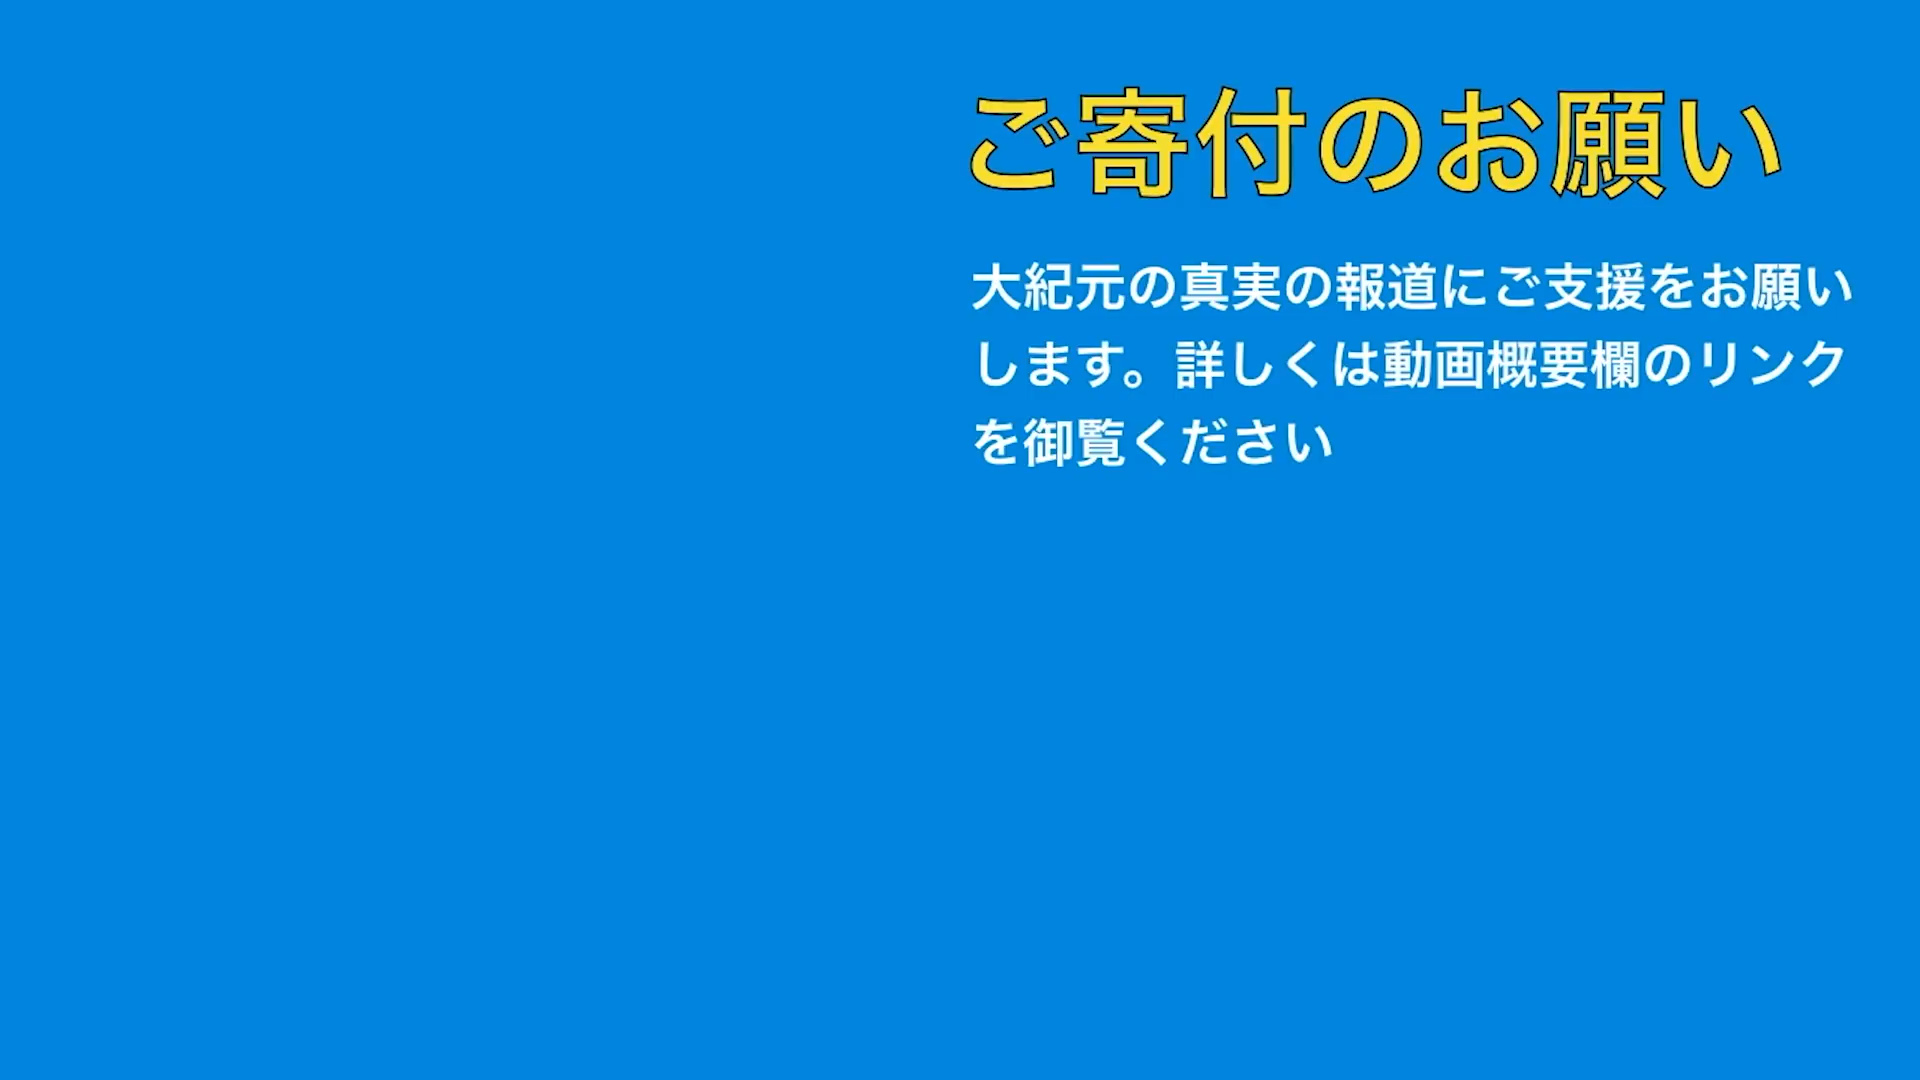 ご寄付のお願い
大紀元の真実の報道にご支援をお願い
します。詳しくは動画概要欄のリンク
を御覧ください